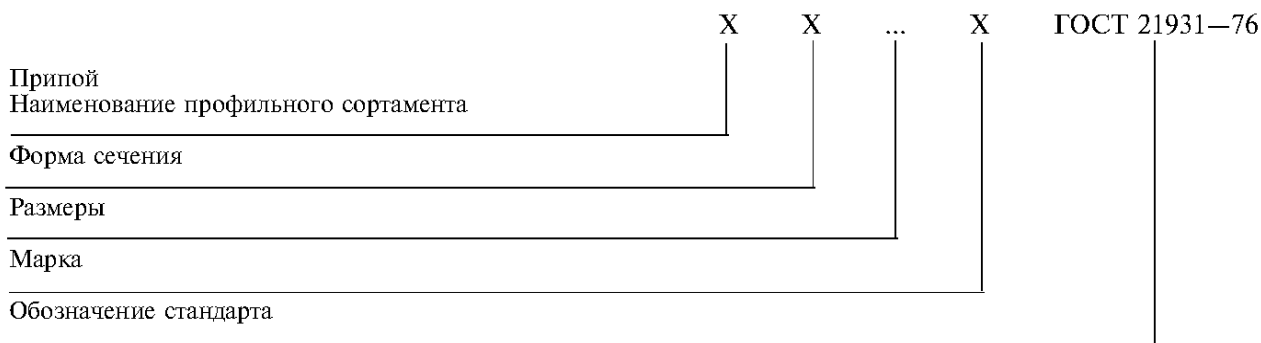 Х Х ... Х ГОСТ 21931—76
Припой
Наименование профильного сортамента
Форма сечения
Размеры
Марка
Обозначение стандарта